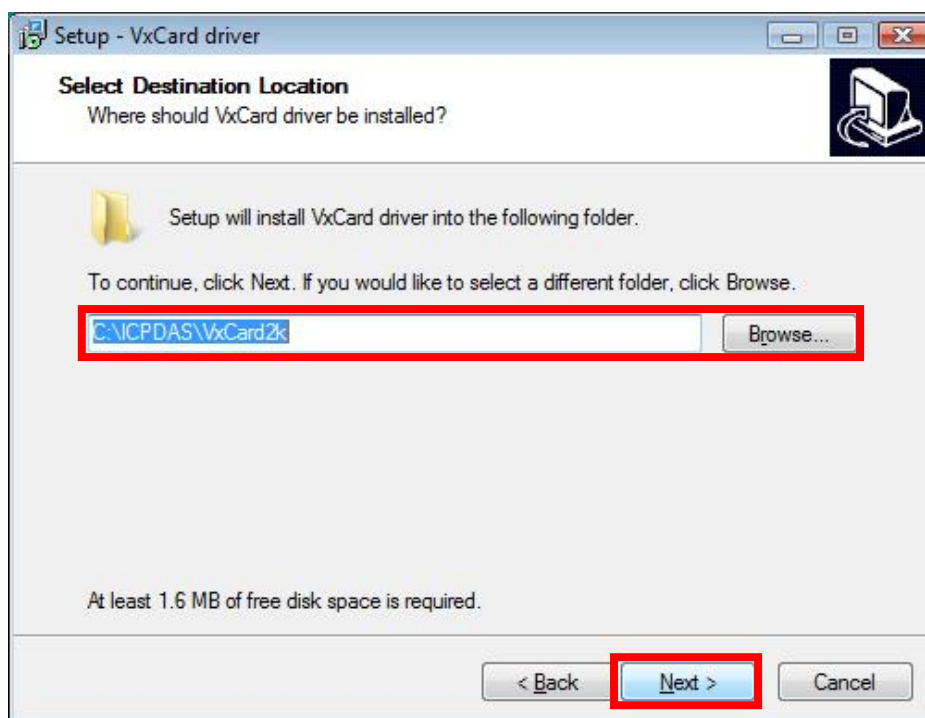 Setup - VxCard driver
Select Destination Location
Where should VxCard driver be installed?
Setup will install VxCard driver into the following folder.
To continue, click Next. If you would like to select a different folder, click Browse.
C:\ICPDAS\VxCard2k Browse...
At least 1.6 MB of free disk space is required.
< Back Next > Cancel